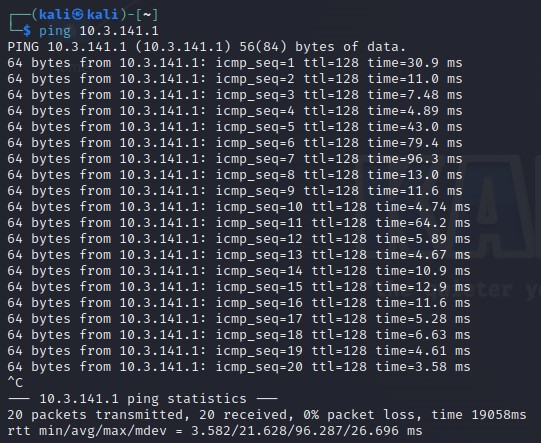 ┌──(kali㉿kali)-[~]
└─$ ping 10.3.141.1
PING 10.3.141.1 (10.3.141.1) 56(84) bytes of data.
64 bytes from 10.3.141.1: icmp_seq=1 ttl=128 time=30.9 ms
64 bytes from 10.3.141.1: icmp_seq=2 ttl=128 time=11.0 ms
64 bytes from 10.3.141.1: icmp_seq=3 ttl=128 time=7.48 ms
64 bytes from 10.3.141.1: icmp_seq=4 ttl=128 time=4.89 ms
64 bytes from 10.3.141.1: icmp_seq=5 ttl=128 time=43.0 ms
64 bytes from 10.3.141.1: icmp_seq=6 ttl=128 time=79.4 ms
64 bytes from 10.3.141.1: icmp_seq=7 ttl=128 time=96.3 ms
64 bytes from 10.3.141.1: icmp_seq=8 ttl=128 time=13.0 ms
64 bytes from 10.3.141.1: icmp_seq=9 ttl=128 time=11.6 ms
64 bytes from 10.3.141.1: icmp_seq=10 ttl=128 time=4.74 ms
64 bytes from 10.3.141.1: icmp_seq=11 ttl=128 time=64.2 ms
64 bytes from 10.3.141.1: icmp_seq=12 ttl=128 time=5.89 ms
64 bytes from 10.3.141.1: icmp_seq=13 ttl=128 time=4.67 ms
64 bytes from 10.3.141.1: icmp_seq=14 ttl=128 time=10.9 ms
64 bytes from 10.3.141.1: icmp_seq=15 ttl=128 time=12.9 ms
64 bytes from 10.3.141.1: icmp_seq=16 ttl=128 time=11.6 ms
64 bytes from 10.3.141.1: icmp_seq=17 ttl=128 time=5.28 ms
64 bytes from 10.3.141.1: icmp_seq=18 ttl=128 time=6.63 ms
64 bytes from 10.3.141.1: icmp_seq=19 ttl=128 time=4.61 ms
64 bytes from 10.3.141.1: icmp_seq=20 ttl=128 time=3.58 ms
^C
--- 10.3.141.1 ping statistics ---
20 packets transmitted, 20 received, 0% packet loss, time 19058ms
rtt min/avg/max/mdev = 3.582/21.628/96.287/26.696 ms